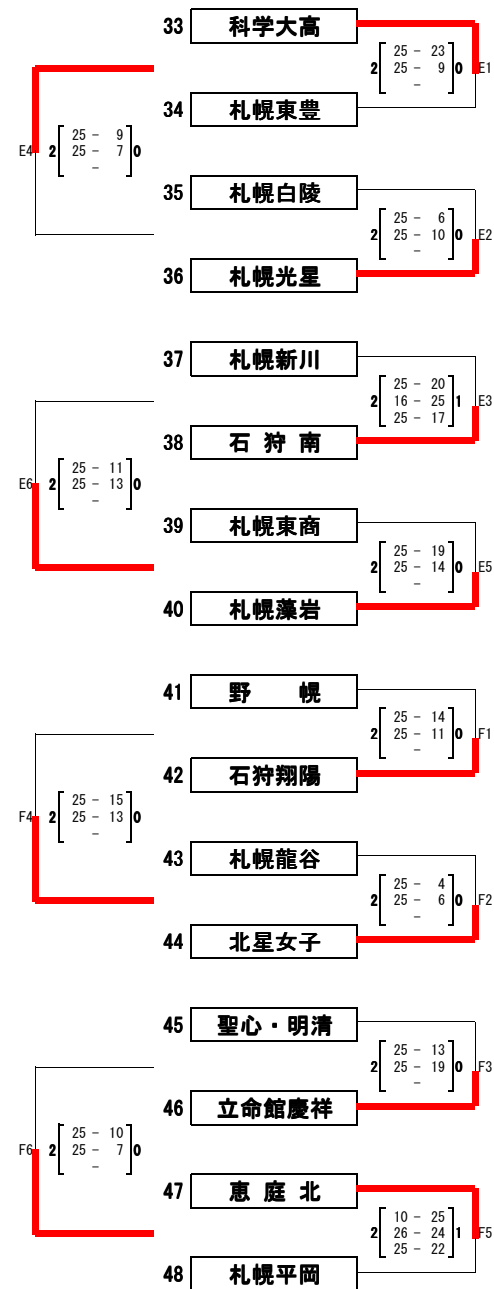 33 科学大高
2 25 - 23 0 E1
25 - 9
-
34 札幌東豊
E4 2 25 - 9 0
25 - 7
-
35 札幌白陵
2 25 - 6 0 E2
25 - 10
-
36 札幌光星
37 札幌新川
2 25 - 20 1 E3
16 - 25
25 - 17
38 石狩南
E6 2 25 - 11 0
25 - 13
-
39 札幌東商
2 25 - 19 0 E5
25 - 14
-
40 札幌藻岩
41 野幌
2 25 - 14 0 F1
25 - 11
-
42 石狩翔陽
F4 2 25 - 15 0
25 - 13
-
43 札幌龍谷
2 25 - 4 0 F2
25 - 6
-
44 北星女子
45 聖心・明清
2 25 - 13 0 F3
25 - 19
-
46 立命館慶祥
F6 2 25 - 10 0
25 - 7
-
47 恵庭北
2 10 - 25 1 F5
26 - 24
25 - 22
48 札幌平岡